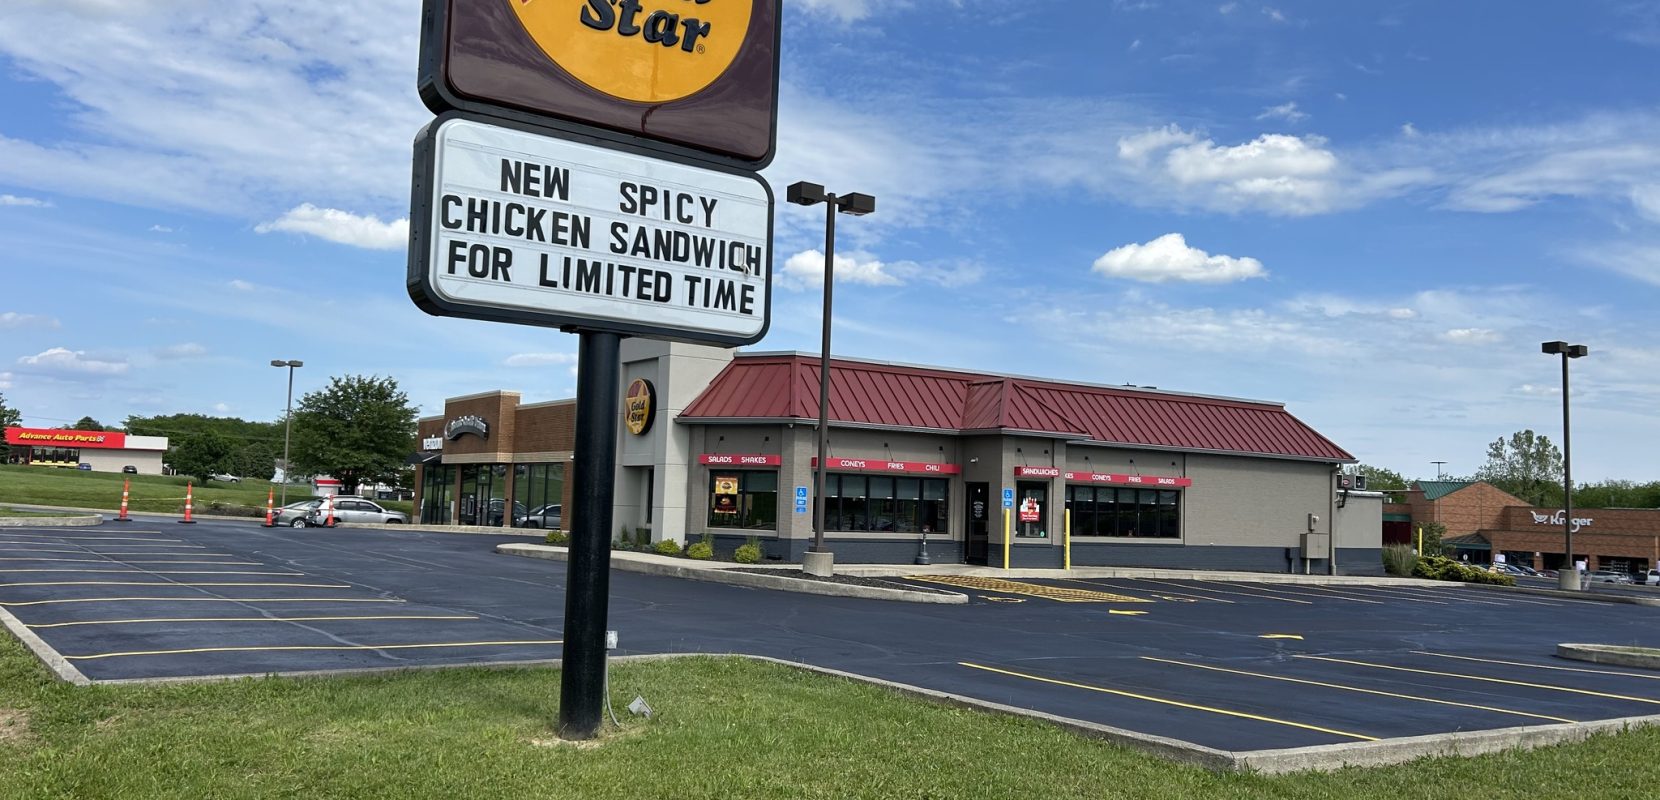 Star®
NEW SPICY
CHICKEN SANDWICH
FOR LIMITED TIME
Gold
Star
Advance Auto Parts
verizon
SALADS SHAKES
CONEYS FRIES CHILI
SANDWICHES
CONEYS FRIES SALADS
Kroger